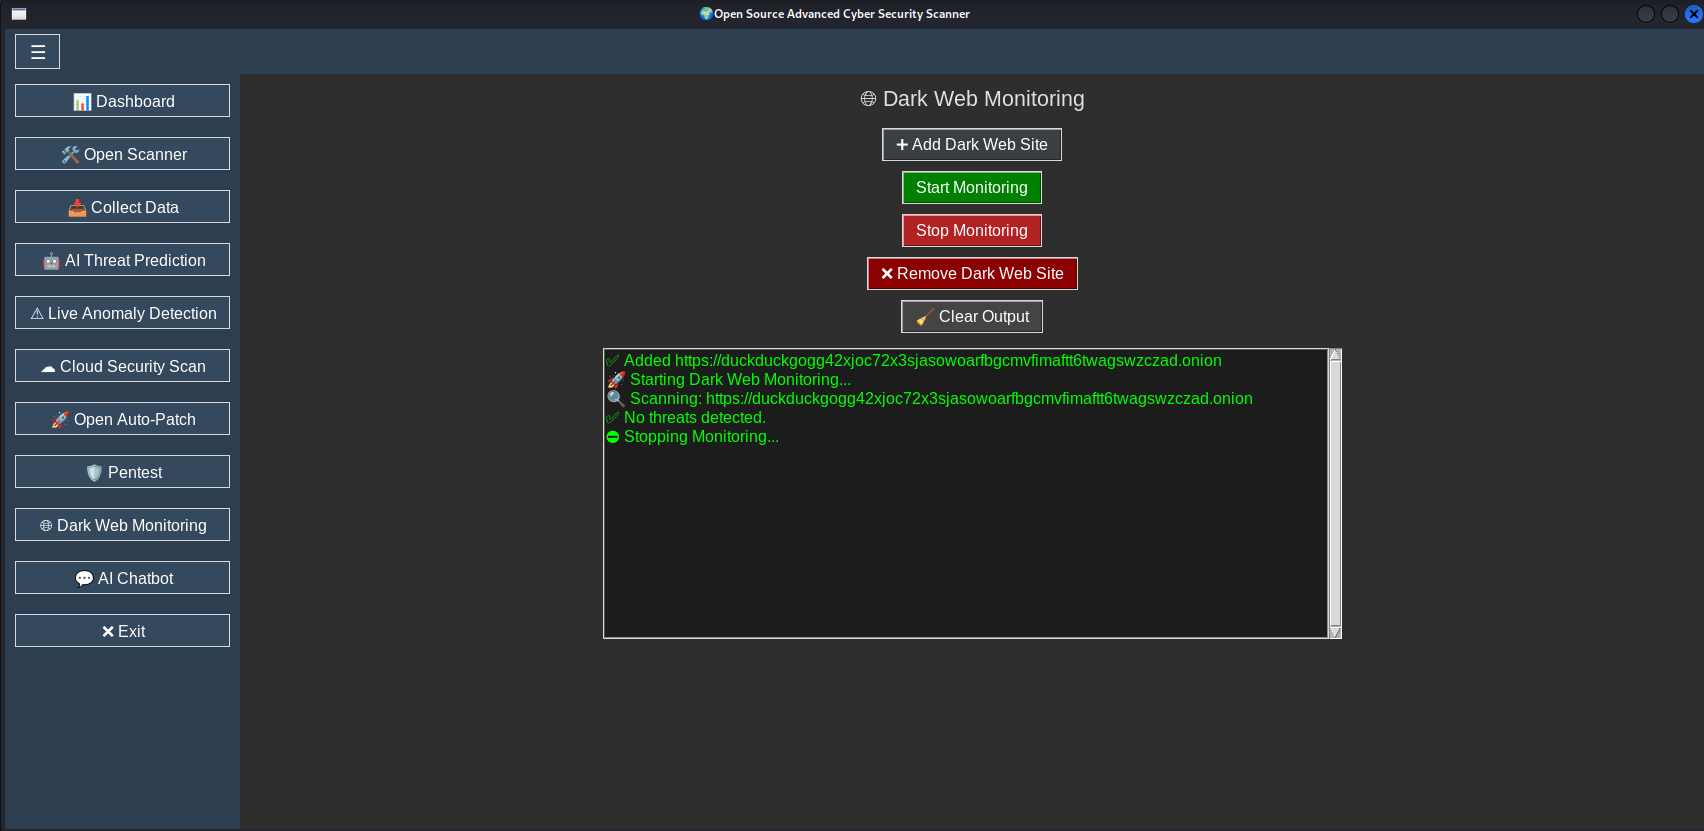 🌍Open Source Advanced Cyber Security Scanner
☰
📊 Dashboard
🛠 Open Scanner
📥 Collect Data
🤖 AI Threat Prediction
⚠ Live Anomaly Detection
☁ Cloud Security Scan
🚀 Open Auto-Patch
🛡 Pentest
🌐 Dark Web Monitoring
💬 AI Chatbot
❌ Exit
🌐 Dark Web Monitoring
➕ Add Dark Web Site
Start Monitoring
Stop Monitoring
❌ Remove Dark Web Site
🧹 Clear Output
✅ Added https://duckduckgogg42xjoc72x3sjasowoarfbgcmvfimaftt6twagswzczad.onion
🚀 Starting Dark Web Monitoring...
🔍 Scanning: https://duckduckgogg42xjoc72x3sjasowoarfbgcmvfimaftt6twagswzczad.onion
✅ No threats detected.
⛔ Stopping Monitoring...